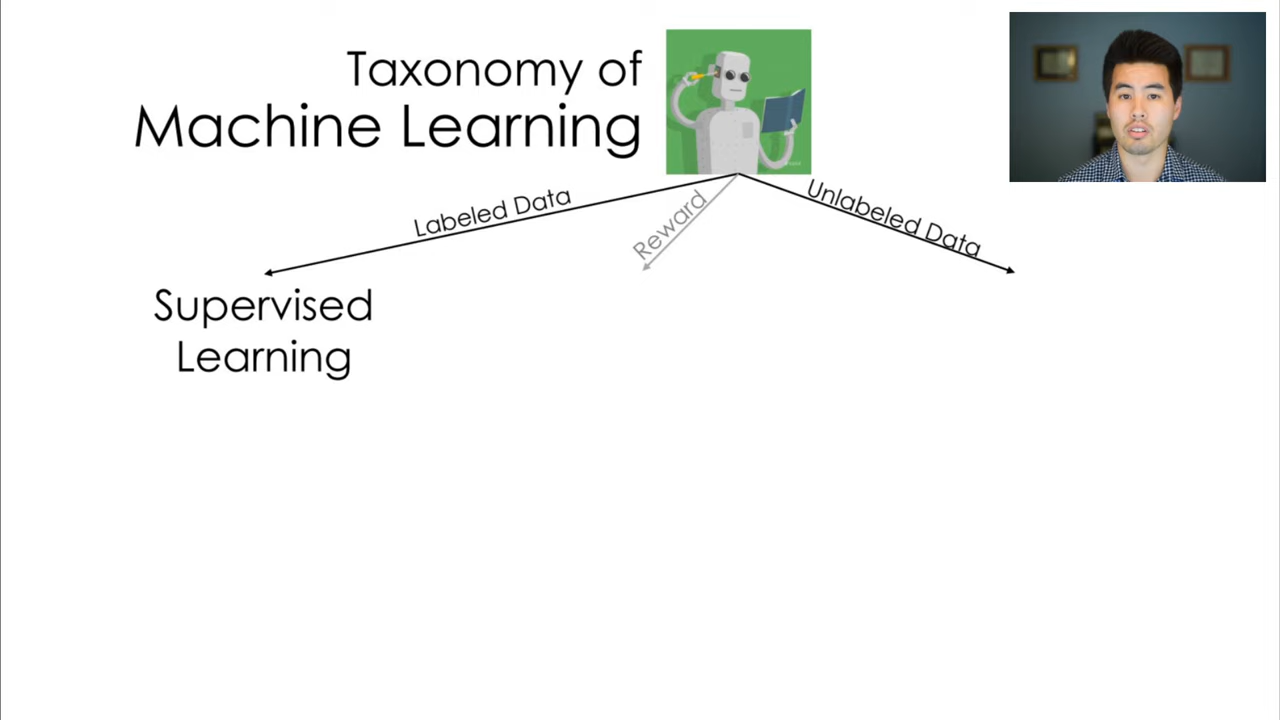 Taxonomy of
Machine Learning
Labeled Data
Reward
Unlabeled Data
Supervised
Learning